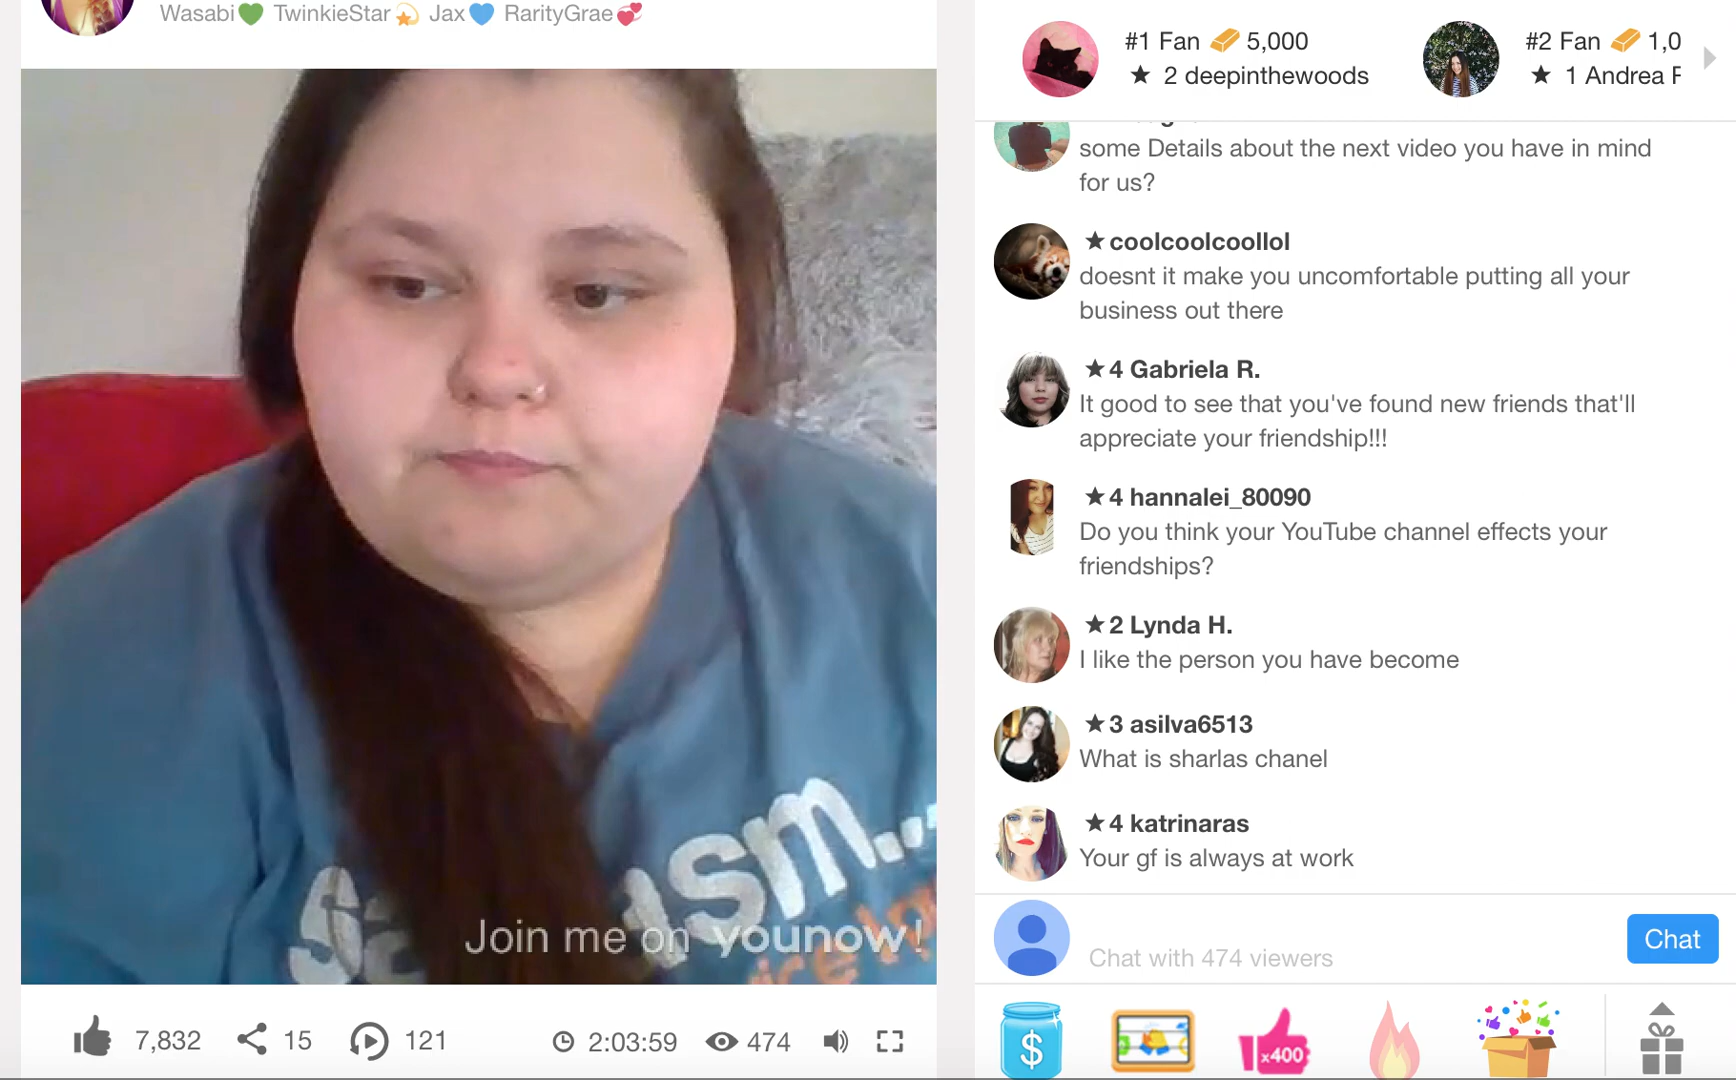 Wasabi💚 TwinkieStar💫 Jax💙 RarityGrae💞
Join me on younow!
7,832
15
121
2:03:59
474
#1 Fan 5,000
★ 2 deepinthewoods
#2 Fan 1,0
★ 1 Andrea F
some Details about the next video you have in mind
for us?
★ coolcoolcoollol
doesnt it make you uncomfortable putting all your
business out there
★4 Gabriela R.
It good to see that you've found new friends that'll
appreciate your friendship!!!
★4 hannalei_80090
Do you think your YouTube channel effects your
friendships?
★2 Lynda H.
I like the person you have become
★3 asilva6513
What is sharlas chanel
★4 katrinaras
Your gf is always at work
Chat with 474 viewers
Chat
$
x400